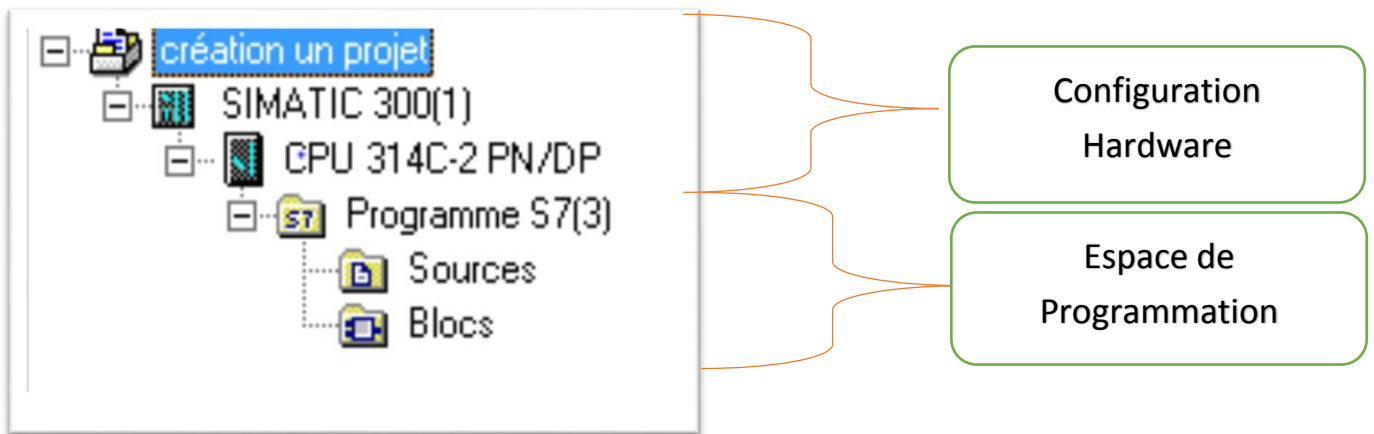 création un projet
SIMATIC 300(1)
CPU 314C-2 PN/DP
Programme S7(3)
S7
Sources
Blocs
Configuration
Hardware
Espace de
Programmation